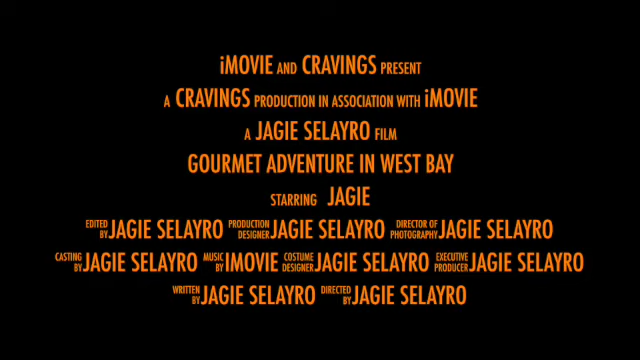 iMOVIE AND CRAVINGS PRESENT
A CRAVINGS PRODUCTION IN ASSOCIATION WITH iMOVIE
A JAGIE SELAYRO FILM
GOURMET ADVENTURE IN WEST BAY
STARRING JAGIE
EDITED BY JAGIE SELAYRO PRODUCTION DESIGNER JAGIE SELAYRO DIRECTOR OF PHOTOGRAPHY JAGIE SELAYRO
CASTING BY JAGIE SELAYRO MUSIC BY IMOVIE COSTUME DESIGNER JAGIE SELAYRO EXECUTIVE PRODUCER JAGIE SELAYRO
WRITTEN BY JAGIE SELAYRO DIRECTED BY JAGIE SELAYRO